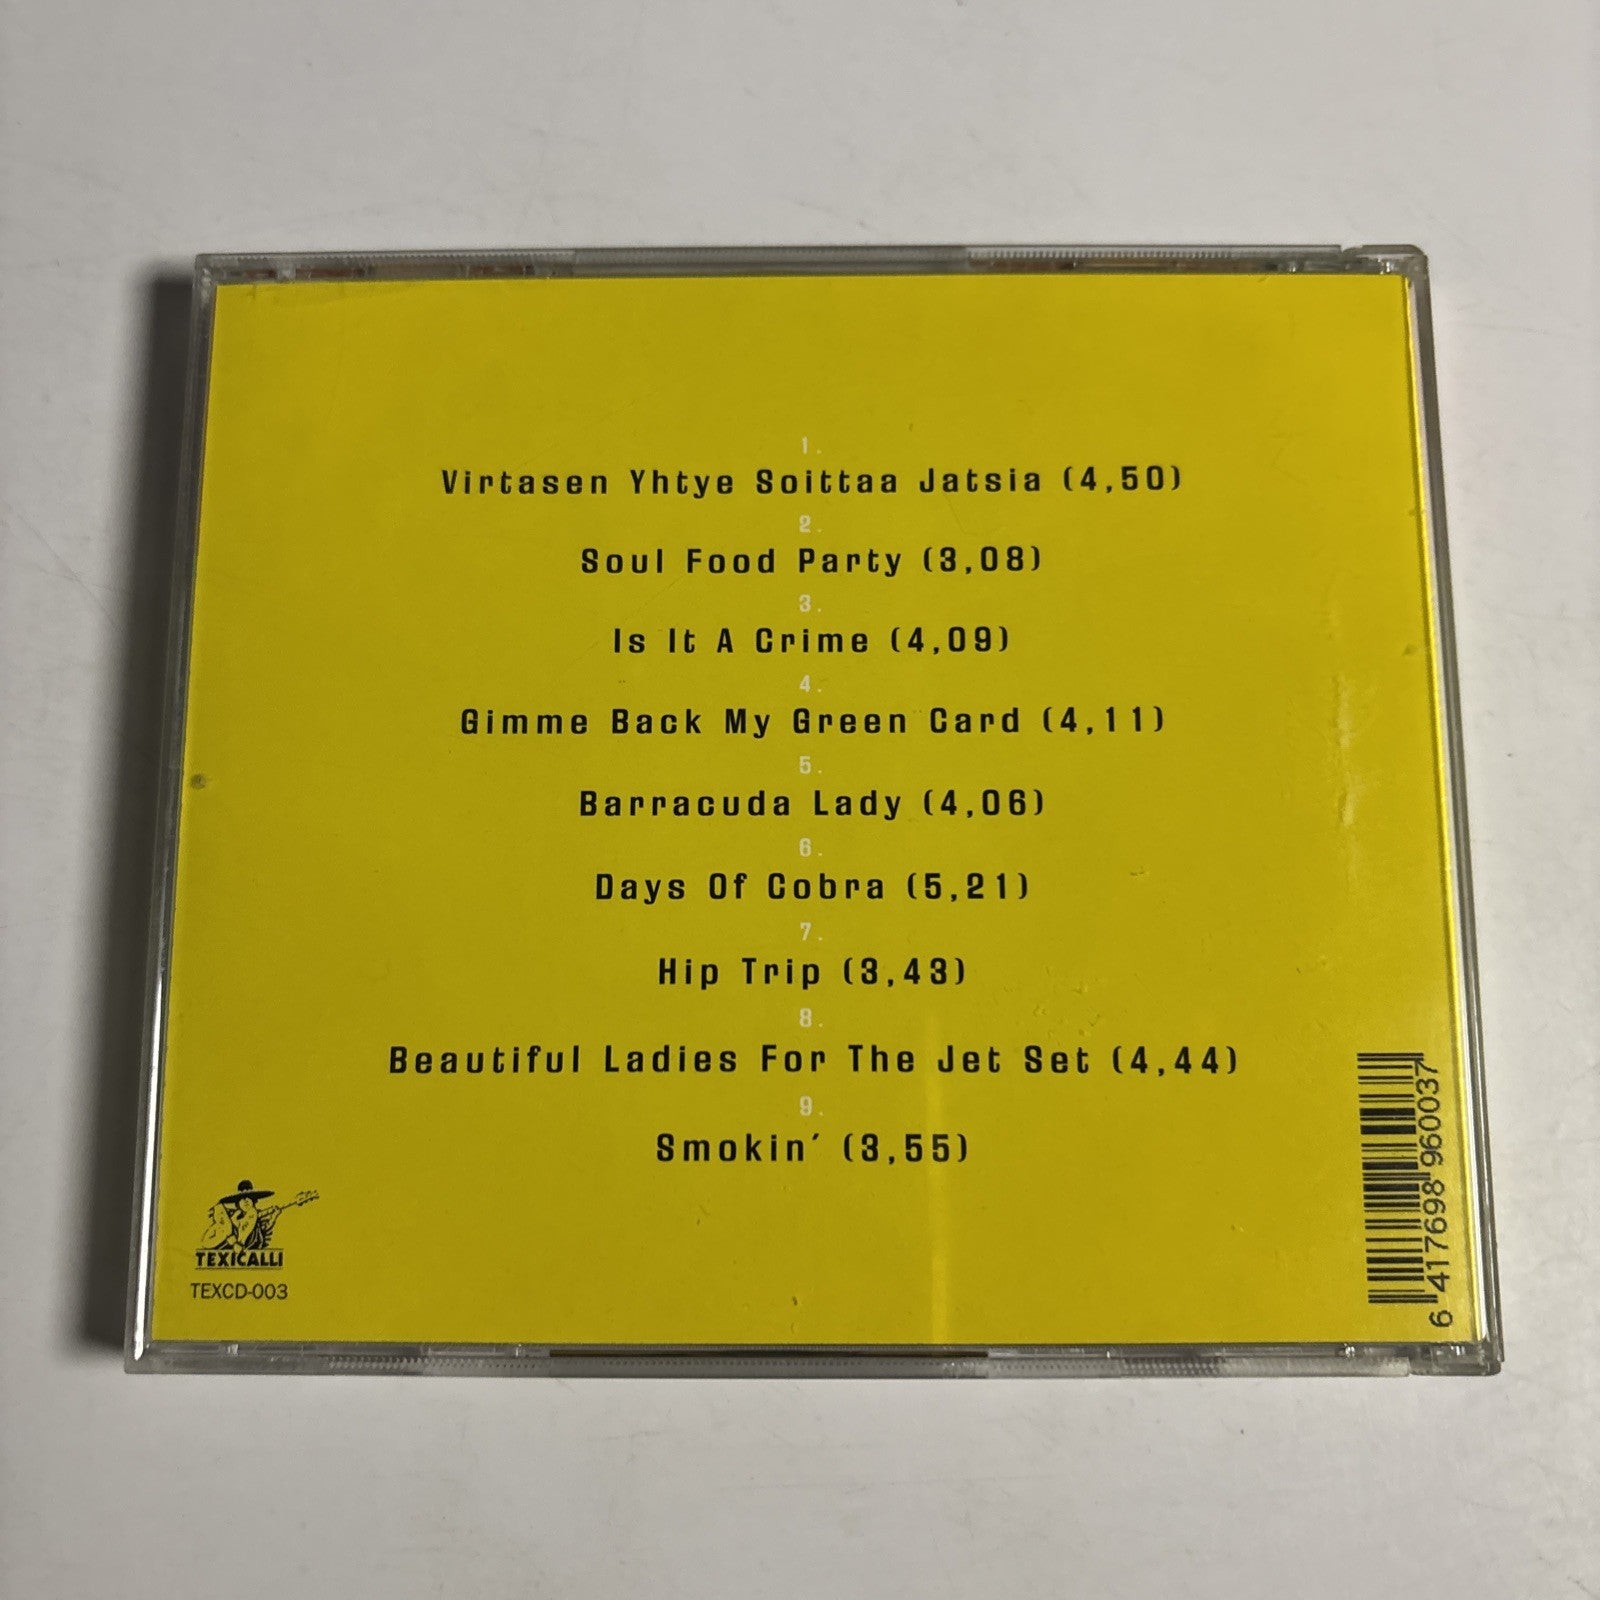 1.
Virtasen Yhtye Soittaa Jatsia (4,50)
2.
Soul Food Party (3,08)
3.
Is It A Crime (4,09)
4.
Gimme Back My Green Card (4,11)
5.
Barracuda Lady (4,06)
6.
Days Of Cobra (5,21)
7.
Hip Trip (3,43)
8.
Beautiful Ladies For The Jet Set (4,44)
9.
Smokin' (3,55)
TEXICALLI
TEXCD-003
6 417698 960037